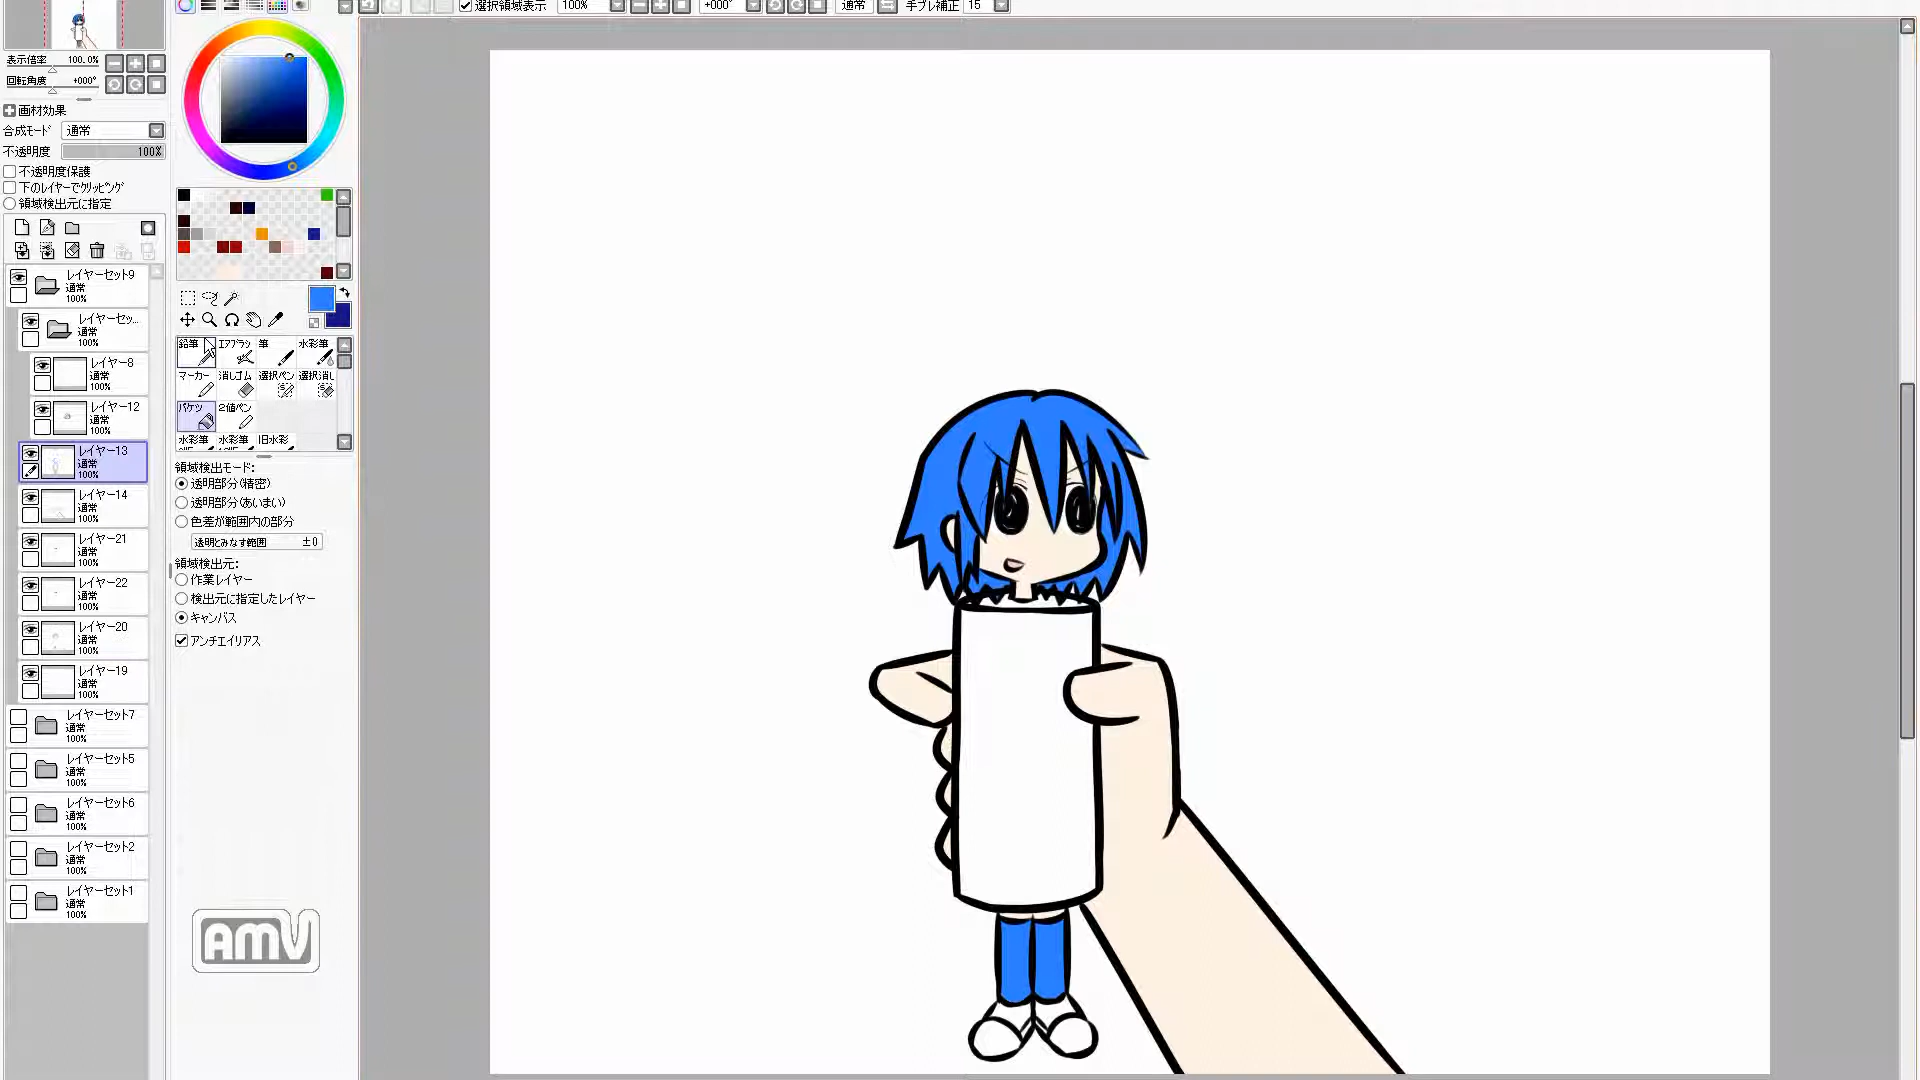 選択領域表示 100% +000° 通常 手ブレ補正 15
表示倍率 100.0%
回転角度 +000°
画材効果
合成モード 通常
不透明度 100%
不透明度保護
下のレイヤーでクリッピング
領域検出元に指定
レイヤーセット9
通常
100%
レイヤーセッ...
通常
100%
レイヤー8
通常
100%
レイヤー12
通常
100%
レイヤー13
通常
100%
レイヤー14
通常
100%
レイヤー21
通常
100%
レイヤー22
通常
100%
レイヤー20
通常
100%
レイヤー19
通常
100%
レイヤーセット7
通常
100%
レイヤーセット5
通常
100%
レイヤーセット6
通常
100%
レイヤーセット2
通常
100%
レイヤーセット1
通常
100%
鉛筆 エアブラシ 筆 水彩筆
マーカー 消しゴム 選択ペン 選択消し
バケツ 2値ペン
水彩筆 水彩筆 旧水彩
領域検出モード:
透明部分(精密)
透明部分(あいまい)
色差が範囲内の部分
透明とみなす範囲 ±0
領域検出元:
作業レイヤー
検出元に指定したレイヤー
キャンバス
アンチエイリアス
AMV